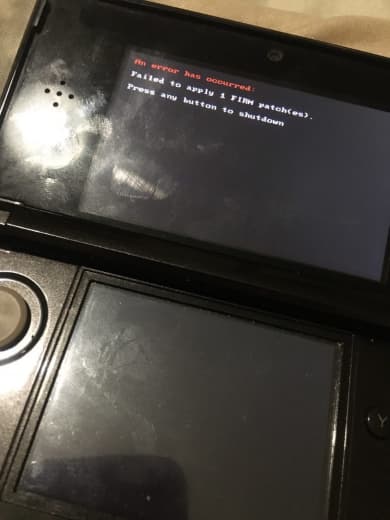 An error has occurred:
Failed to apply 1 FIRM patch(es).
Press any button to shutdown
Y